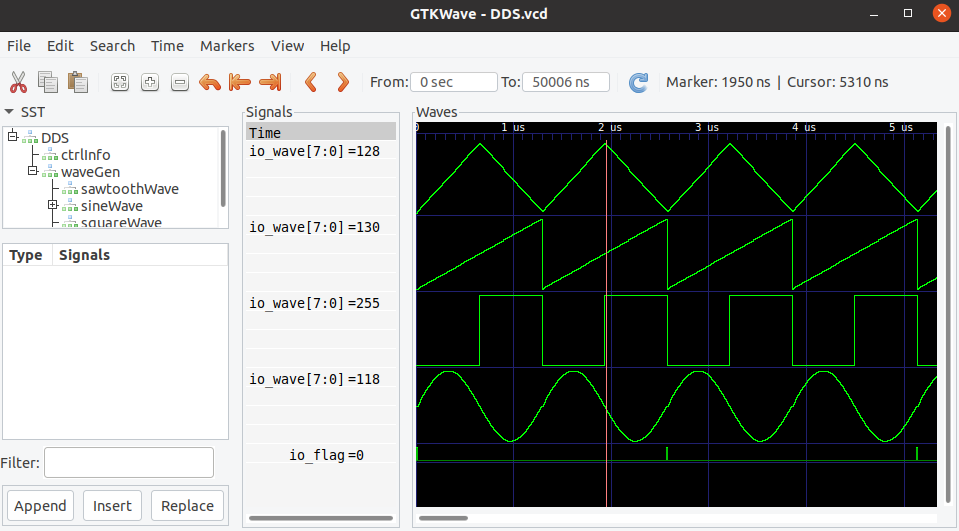 GTKWave - DDS.vcd
File Edit Search Time Markers View Help
From: 0 sec To: 50006 ns Marker: 1950 ns | Cursor: 5310 ns
SST
DDS
ctrlInfo
waveGen
sawtoothWave
sineWave
squareWave
Type Signals
Filter:
Append Insert Replace
Signals
Time
io_wave[7:0] =128
io_wave[7:0] =130
io_wave[7:0] =255
io_wave[7:0] =118
io_flag =0
Waves
0 1 us 2 us 3 us 4 us 5 us